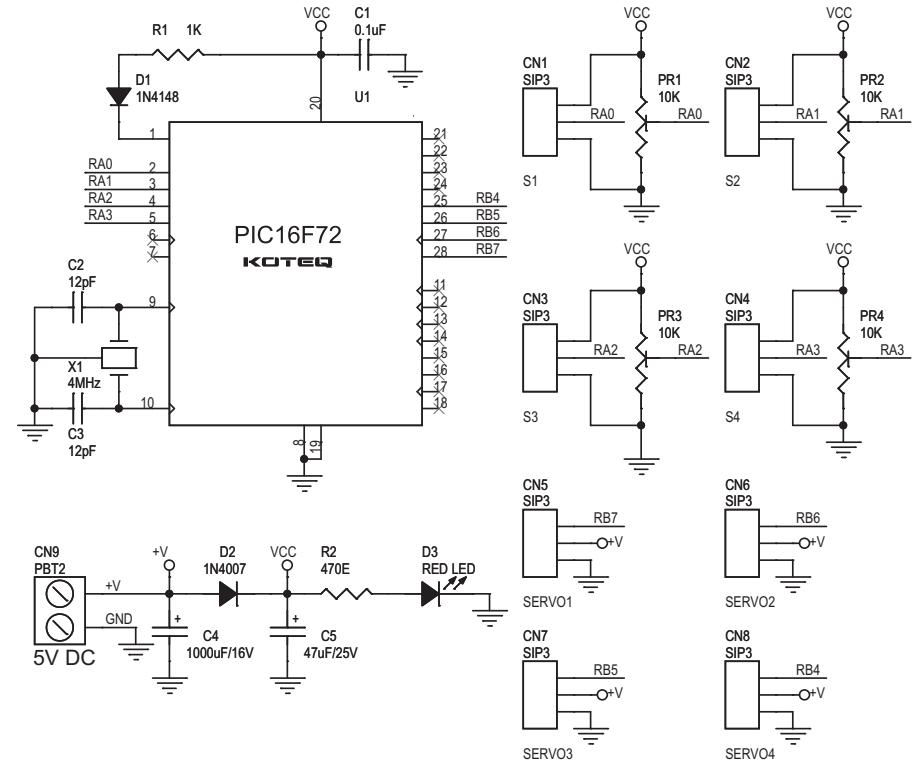 VCC
C1
0.1uF
R1 1K
D1
1N4148
U1
20
1
RA0 2
RA1 3
RA2 4
RA3 5
6
7
9
10
21
22
23
24
25 RB4
26 RB5
27 RB6
28 RB7
11
12
13
14
15
16
17
18
8
19
PIC16F72
KOTEQ
C2
12pF
X1
4MHz
C3
12pF
VCC
CN1
SIP3
PR1
10K
RA0
RA0
S1
VCC
CN2
SIP3
PR2
10K
RA1
RA1
S2
VCC
CN3
SIP3
PR3
10K
RA2
RA2
S3
VCC
CN4
SIP3
PR4
10K
RA3
RA3
S4
CN5
SIP3
RB7
+V
SERVO1
CN6
SIP3
RB6
+V
SERVO2
CN7
SIP3
RB5
+V
SERVO3
CN8
SIP3
RB4
+V
SERVO4
CN9
PBT2
+V
GND
5V DC
+V
D2
1N4007
VCC
R2
470E
D3
RED LED
+
C4
1000uF/16V
+
C5
47uF/25V